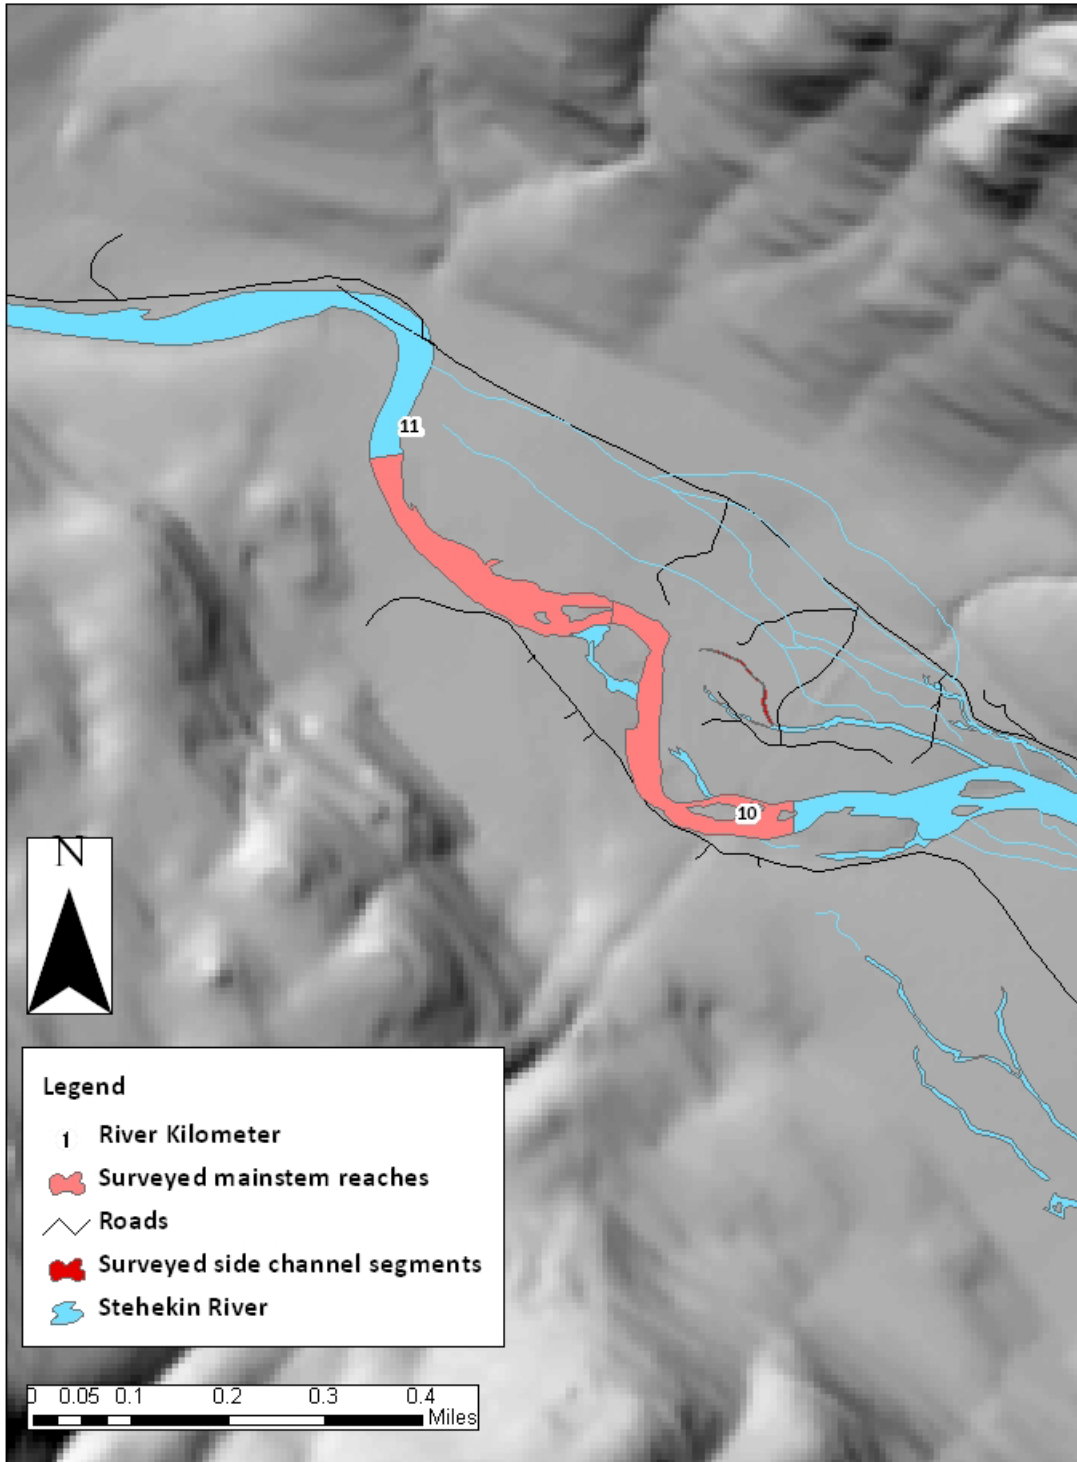 11
10
N
Legend
1 River Kilometer
Surveyed mainstem reaches
Roads
Surveyed side channel segments
Stehekin River
0 0.05 0.1 0.2 0.3 0.4
Miles